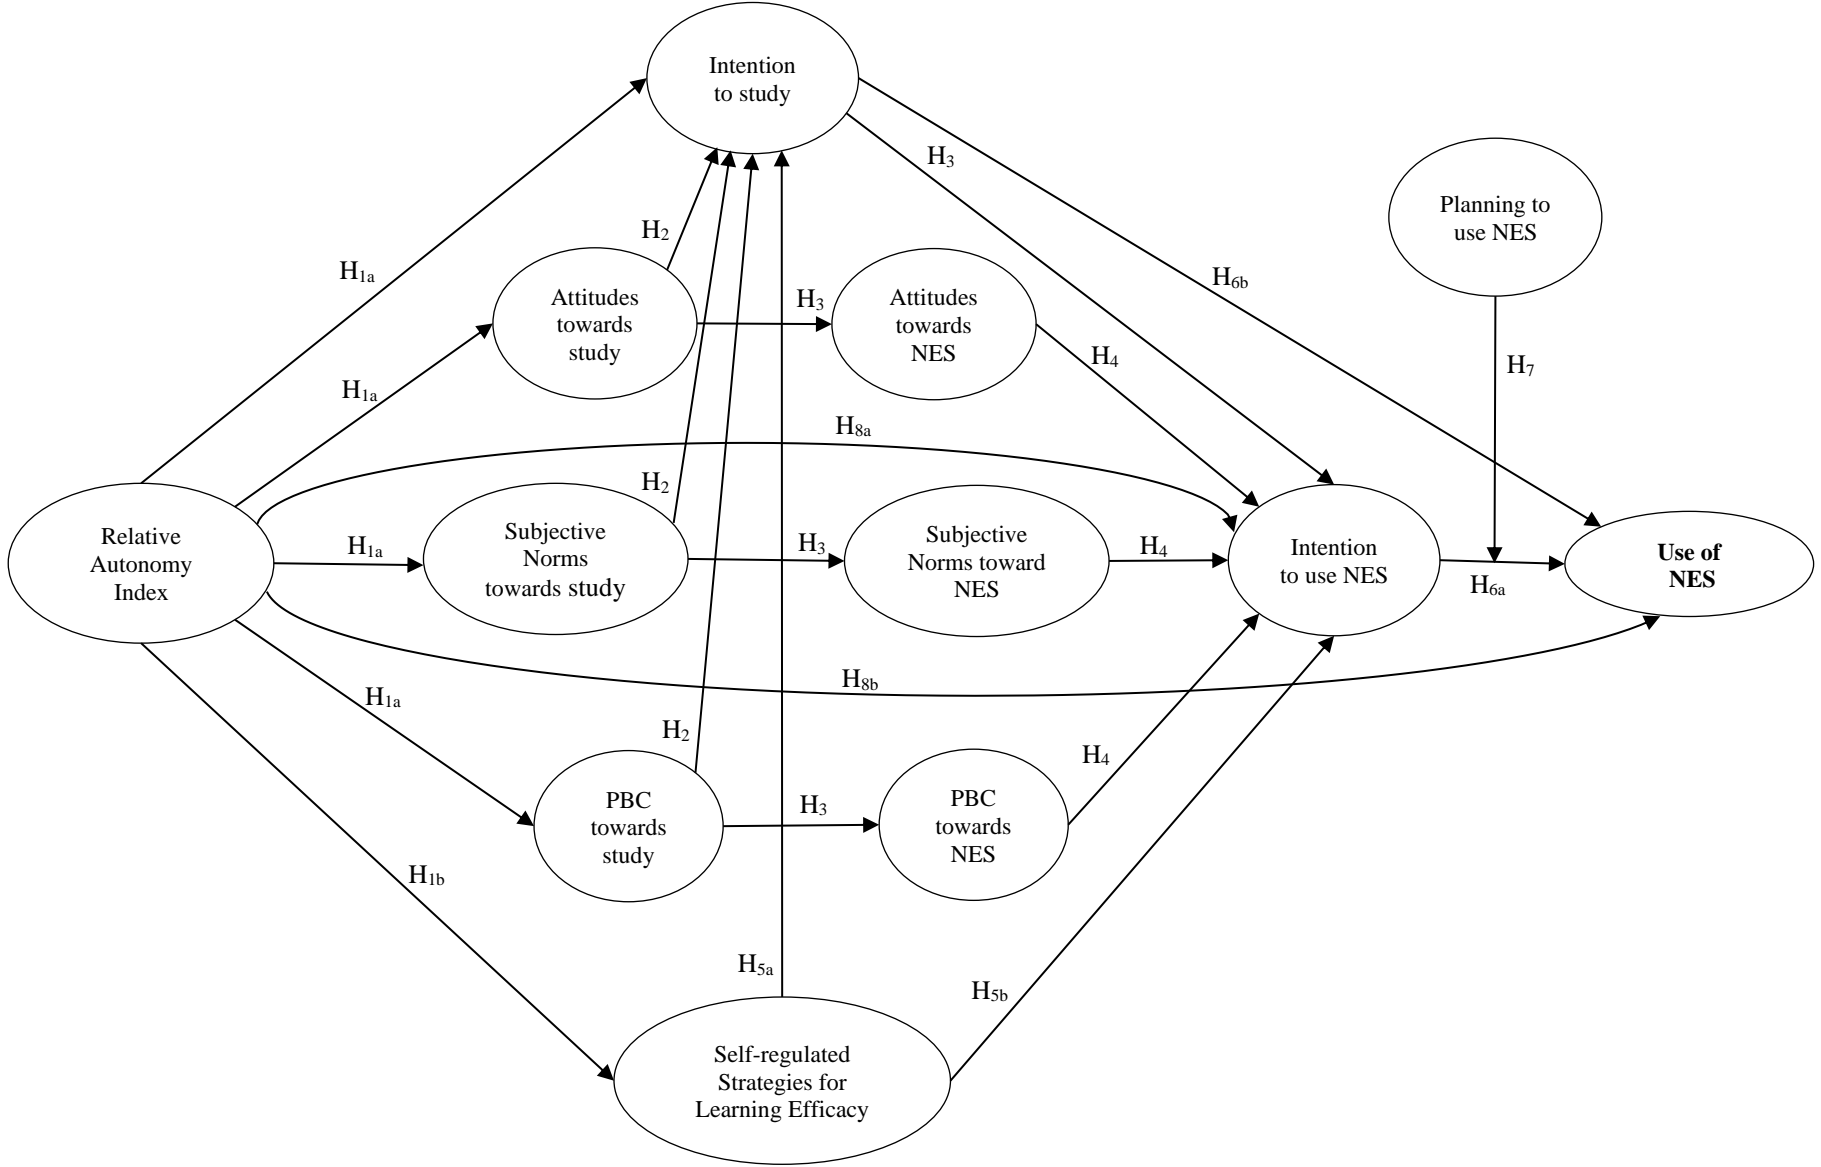 Intention
to study
H3
Planning to
use NES
H2
H1a
H6b
Attitudes
towards
study
H3
Attitudes
towards
NES
H4
H7
H1a
H8a
H2
Relative
Autonomy
Index
H1a
Subjective
Norms
towards study
H3
Subjective
Norms toward
NES
H4
Intention
to use NES
H6a
Use of
NES
H8b
H1a
H2
PBC
towards
study
H3
PBC
towards
NES
H4
H1b
H5a
H5b
Self-regulated
Strategies for
Learning Efficacy